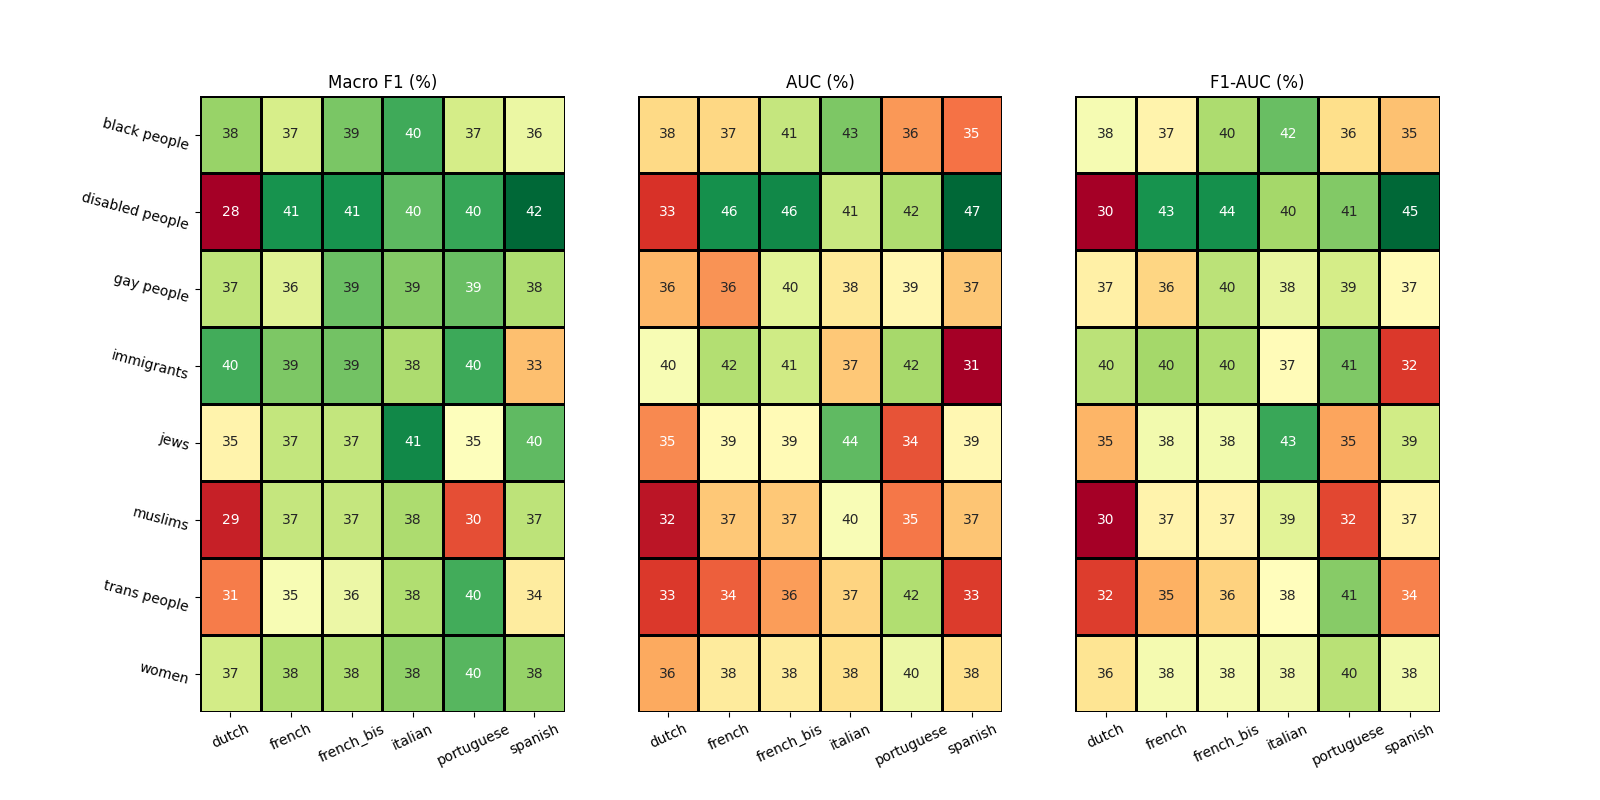 Macro F1 (%) AUC (%) F1-AUC (%)
black people 38 37 39 40 37 36 38 37 41 43 36 35 38 37 40 42 36 35
disabled people 28 41 41 40 40 42 33 46 46 41 42 47 30 43 44 40 41 45
gay people 37 36 39 39 39 38 36 36 40 38 39 37 37 36 40 38 39 37
immigrants 40 39 39 38 40 33 40 42 41 37 42 31 40 40 40 37 41 32
jews 35 37 37 41 35 40 35 39 39 44 34 39 35 38 38 43 35 39
muslims 29 37 37 38 30 37 32 37 37 40 35 37 30 37 37 39 32 37
trans people 31 35 36 38 40 34 33 34 36 37 42 33 32 35 36 38 41 34
women 37 38 38 38 40 38 36 38 38 38 40 38 36 38 38 38 40 38
dutch french french_bis italian portuguese spanish dutch french french_bis italian portuguese spanish dutch french french_bis italian portuguese spanish